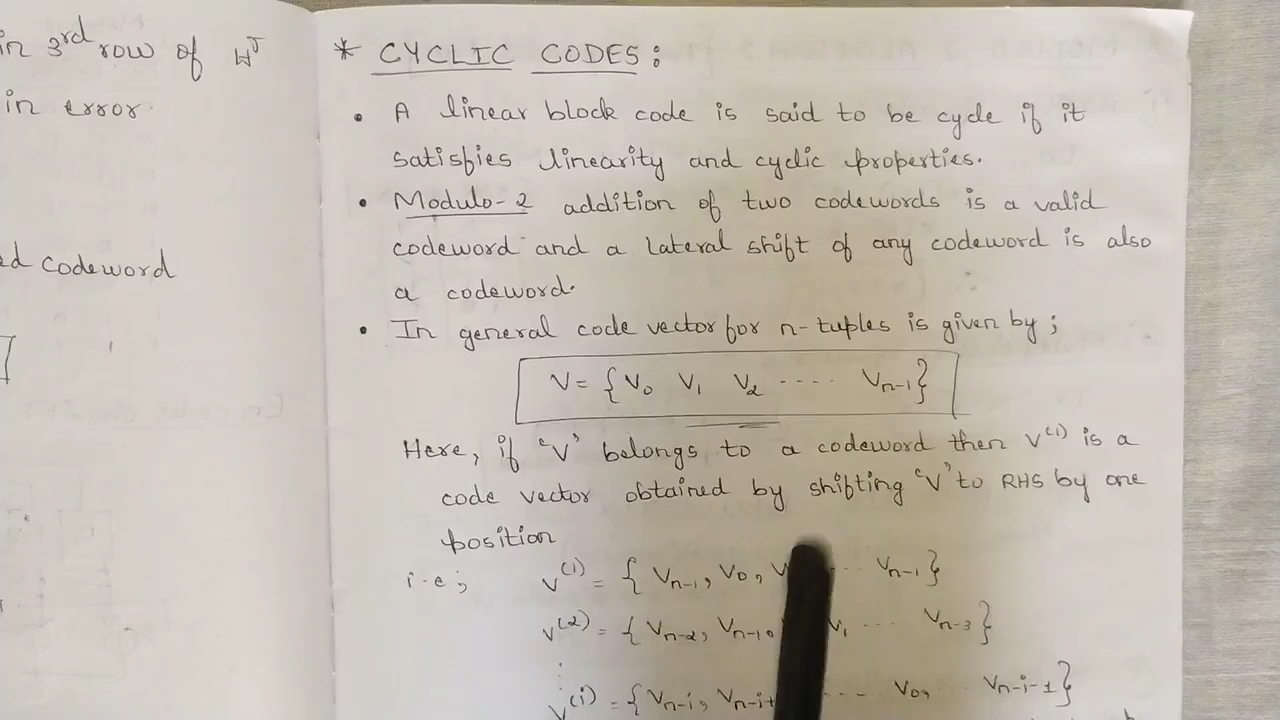 in 3rd row of H^T
in error.
ed codeword
]
* CYCLIC CODES:
• A linear block code is said to be cycle if it
satisfies linearity and cyclic properties.
• Modulo-2 addition of two codewords is a valid
codeword and a lateral shift of any codeword is also
a codeword.
• In general code vector for n-tuples is given by;
V = { V₀ V₁ V₂ ---- Vₙ₋₁}
Here, if 'V' belongs to a codeword then V⁽¹⁾ is a
code vector obtained by shifting 'V' to RHS by one
position
i.e; V⁽¹⁾ = { Vₙ₋₁, V₀, V ... Vₙ₋₁}
V⁽²⁾ = { Vₙ₋₂, Vₙ₋₁, V₁ ..... Vₙ₋₃}
V⁽ⁱ⁾ = { Vₙ₋ᵢ, Vₙ₋ᵢ₊ ---- V₀, ... Vₙ₋ᵢ₋₁}